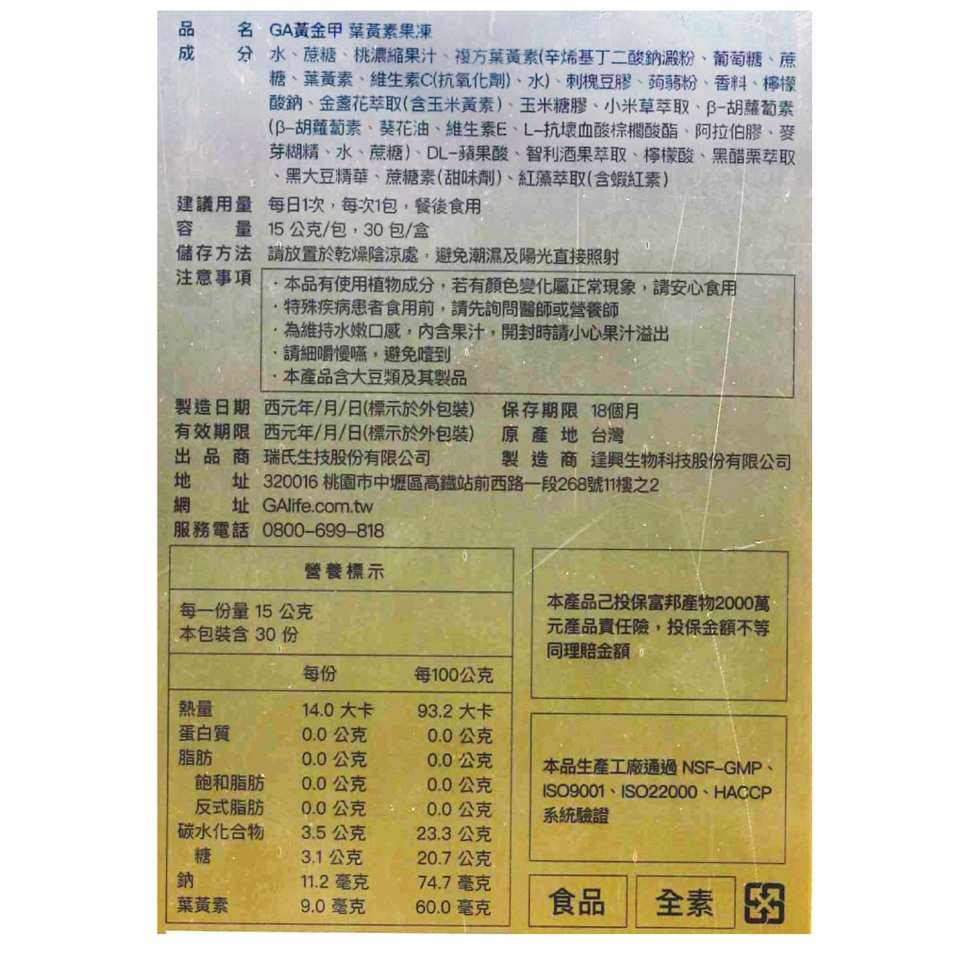 品名 GA黃金甲 葉黃素果凍
成分 水、蔗糖、桃濃縮果汁、複方葉黃素(辛烯基丁二酸鈉澱粉、葡萄糖、蔗
糖、葉黃素、維生素C(抗氧化劑)、水)、刺槐豆膠、蒟蒻粉、香料、檸檬
酸鈉、金盞花萃取(含玉米黃素)、玉米糖膠、小米草萃取、β-胡蘿蔔素
(β-胡蘿蔔素、葵花油、維生素E、L-抗壞血酸棕櫚酸酯、阿拉伯膠、麥
芽糊精、水、蔗糖)、DL-蘋果酸、智利酒果萃取、檸檬酸、黑醋栗萃取
、黑大豆精華、蔗糖素(甜味劑)、紅藻萃取(含蝦紅素)
建議用量 每日1次，每次1包，餐後食用
容量 15 公克/包，30 包/盒
儲存方法 請放置於乾燥陰涼處，避免潮濕及陽光直接照射
注意事項 ·本品有使用植物成分，若有顏色變化屬正常現象，請安心食用
·特殊疾病患者食用前，請先詢問醫師或營養師
·為維持水嫩口感，內含果汁，開封時請小心果汁溢出
·請細嚼慢嚥，避免噎到
·本產品含大豆類及其製品
製造日期 西元年/月/日(標示於外包裝) 保存期限 18個月
有效期限 西元年/月/日(標示於外包裝) 原產地 台灣
出品商 瑞氏生技股份有限公司 製造商 逢興生物科技股份有限公司
地址 320016 桃園市中壢區高鐵站前西路一段268號11樓之2
網址 GAlife.com.tw
服務電話 0800-699-818
營養標示
每一份量 15 公克
本包裝含 30 份
每份 每100公克
熱量 14.0 大卡 93.2 大卡
蛋白質 0.0 公克 0.0 公克
脂肪 0.0 公克 0.0 公克
飽和脂肪 0.0 公克 0.0 公克
反式脂肪 0.0 公克 0.0 公克
碳水化合物 3.5 公克 23.3 公克
糖 3.1 公克 20.7 公克
鈉 11.2 毫克 74.7 毫克
葉黃素 9.0 毫克 60.0 毫克
本產品己投保富邦產物2000萬
元產品責任險，投保金額不等
同理賠金額
本品生產工廠通過 NSF-GMP、
ISO9001、ISO22000、HACCP
系統驗證
食品 全素